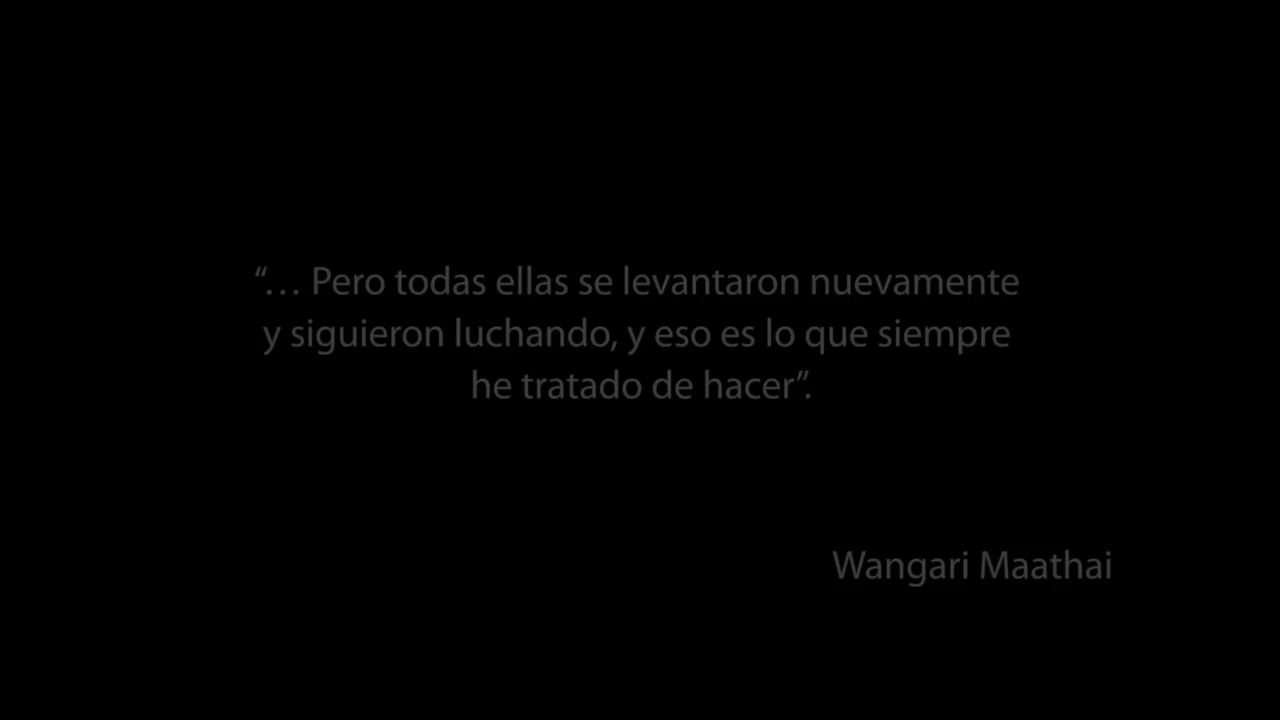 “… Pero todas ellas se levantaron nuevamente
y siguieron luchando, y eso es lo que siempre
he tratado de hacer”.
Wangari Maathai